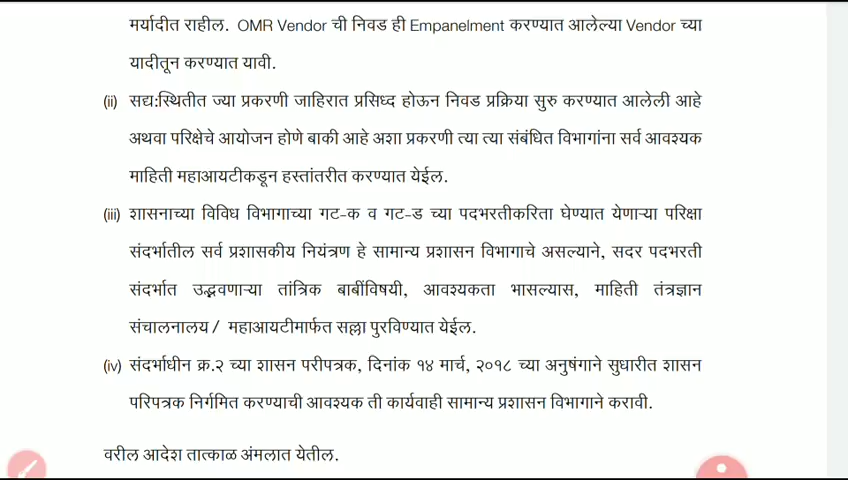 मर्यादीत राहील. OMR Vendor ची निवड ही Empanelment करण्यात आलेल्या Vendor च्या
यादीतून करण्यात यावी.
(ii) सद्य:स्थितीत ज्या प्रकरणी जाहिरात प्रसिध्द होऊन निवड प्रक्रिया सुरु करण्यात आलेली आहे
अथवा परिक्षेचे आयोजन होणे बाकी आहे अशा प्रकरणी त्या त्या संबंधित विभागांना सर्व आवश्यक
माहिती महाआयटीकडून हस्तांतरीत करण्यात येईल.
(iii) शासनाच्या विविध विभागाच्या गट-क व गट-ड च्या पदभरतीकरिता घेण्यात येणाऱ्या परिक्षा
संदर्भातील सर्व प्रशासकीय नियंत्रण हे सामान्य प्रशासन विभागाचे असल्याने, सदर पदभरती
संदर्भात उद्भवणाऱ्या तांत्रिक बाबींविषयी, आवश्यकता भासल्यास, माहिती तंत्रज्ञान
संचालनालय / महाआयटीमार्फत सल्ला पुरविण्यात येईल.
(iv) संदर्भाधीन क्र.२ च्या शासन परीपत्रक, दिनांक १४ मार्च, २०१८ च्या अनुषंगाने सुधारीत शासन
परिपत्रक निर्गमित करण्याची आवश्यक ती कार्यवाही सामान्य प्रशासन विभागाने करावी.
वरील आदेश तात्काळ अंमलात येतील.